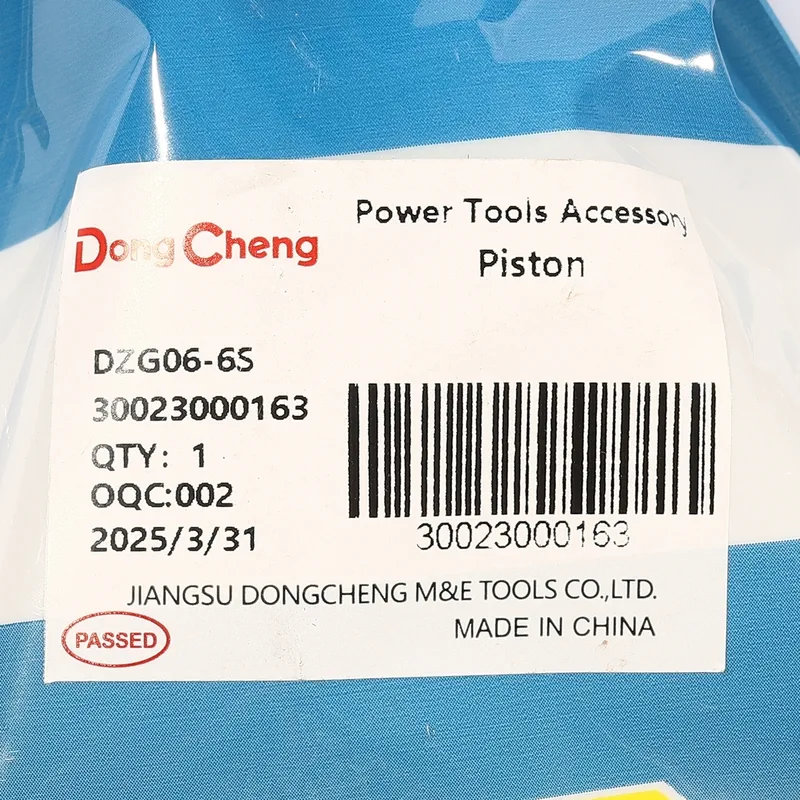 Dong Cheng
Power Tools Accessory
Piston
DZG06-6S
30023000163
QTY: 1
OQC:002
2025/3/31
30023000163
JIANGSU DONGCHENG M&E TOOLS CO.,LTD.
PASSED
MADE IN CHINA